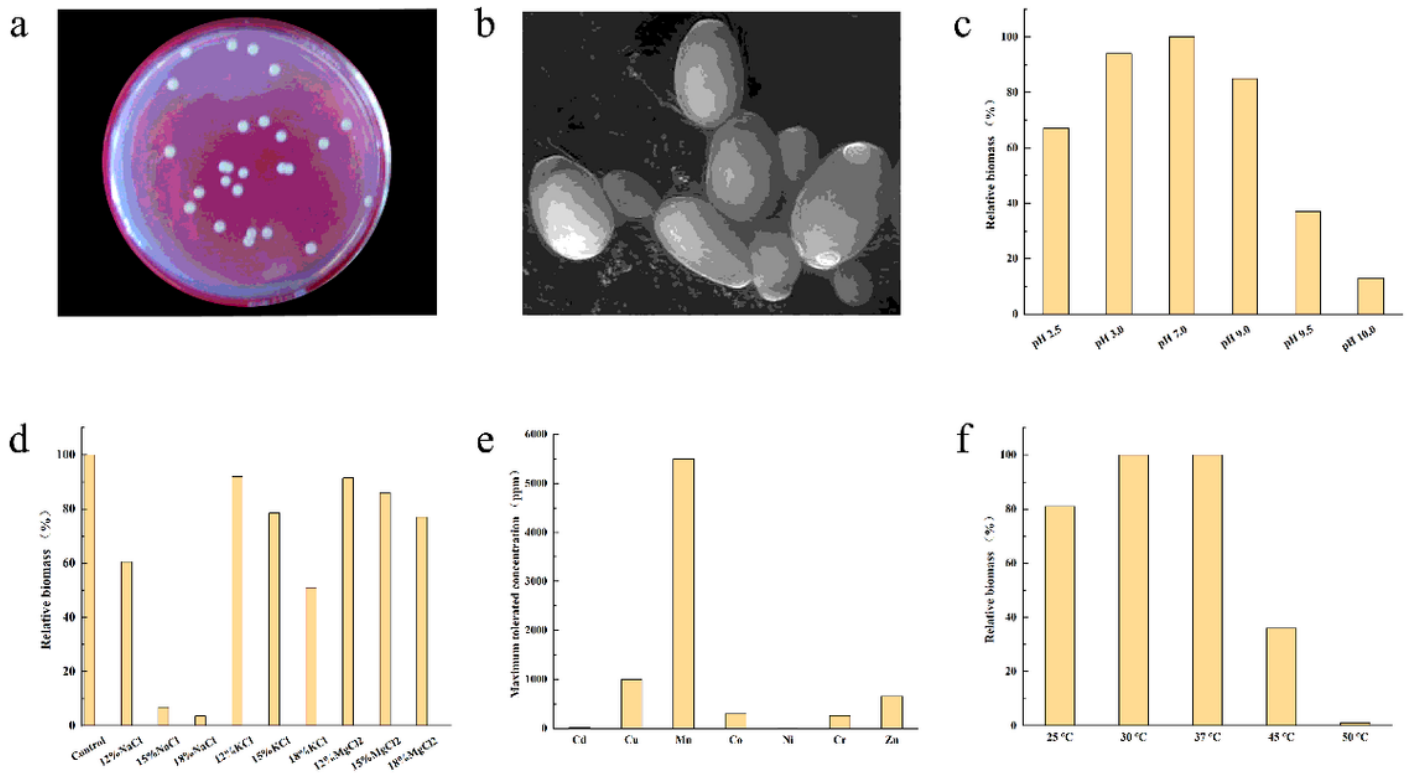 a
b
c
Relative biomass（%）
100
80
60
40
20
0
pH 2.5
pH 3.0
pH 7.0
pH 9.0
pH 9.5
pH 10.0
d
Relative biomass（%）
100
80
60
40
20
0
Control
12%NaCl
15%NaCl
18%NaCl
12%KCl
15%KCl
18%KCl
12%MgCl2
15%MgCl2
18%MgCl2
e
Maximum tolerated concentration（ppm）
6000
5000
4000
3000
2000
1000
0
Cd
Cu
Mn
Co
Ni
Cr
Zn
f
Relative biomass（%）
100
80
60
40
20
0
25 °C
30 °C
37 °C
45 °C
50 °C